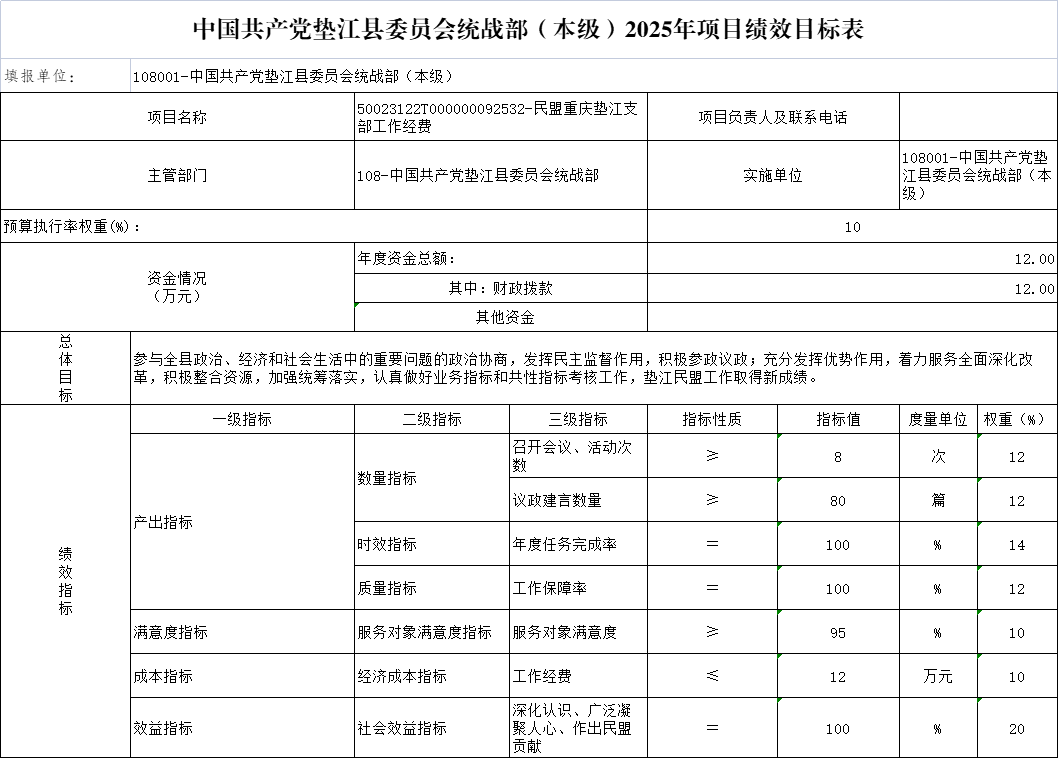 中国共产党垫江县委员会统战部（本级）2025年项目绩效目标表
填报单位： 108001-中国共产党垫江县委员会统战部（本级）
项目名称 50023122T000000092532-民盟重庆垫江支部工作经费 项目负责人及联系电话
主管部门 108-中国共产党垫江县委员会统战部 实施单位 108001-中国共产党垫江县委员会统战部（本级）
预算执行率权重(%)： 10
资金情况
（万元）
年度资金总额： 12.00
其中：财政拨款 12.00
其他资金
总体目标
参与全县政治、经济和社会生活中的重要问题的政治协商，发挥民主监督作用，积极参政议政；充分发挥优势作用，着力服务全面深化改
革，积极整合资源，加强统筹落实，认真做好业务指标和共性指标考核工作，垫江民盟工作取得新成绩。
绩效指标
一级指标 二级指标 三级指标 指标性质 指标值 度量单位 权重（%）
产出指标 数量指标 召开会议、活动次数 ≥ 8 次 12
议政建言数量 ≥ 80 篇 12
时效指标 年度任务完成率 ＝ 100 % 14
质量指标 工作保障率 ＝ 100 % 12
满意度指标 服务对象满意度指标 服务对象满意度 ≥ 95 % 10
成本指标 经济成本指标 工作经费 ≤ 12 万元 10
效益指标 社会效益指标 深化认识、广泛凝聚人心、作出民盟贡献 ＝ 100 % 20